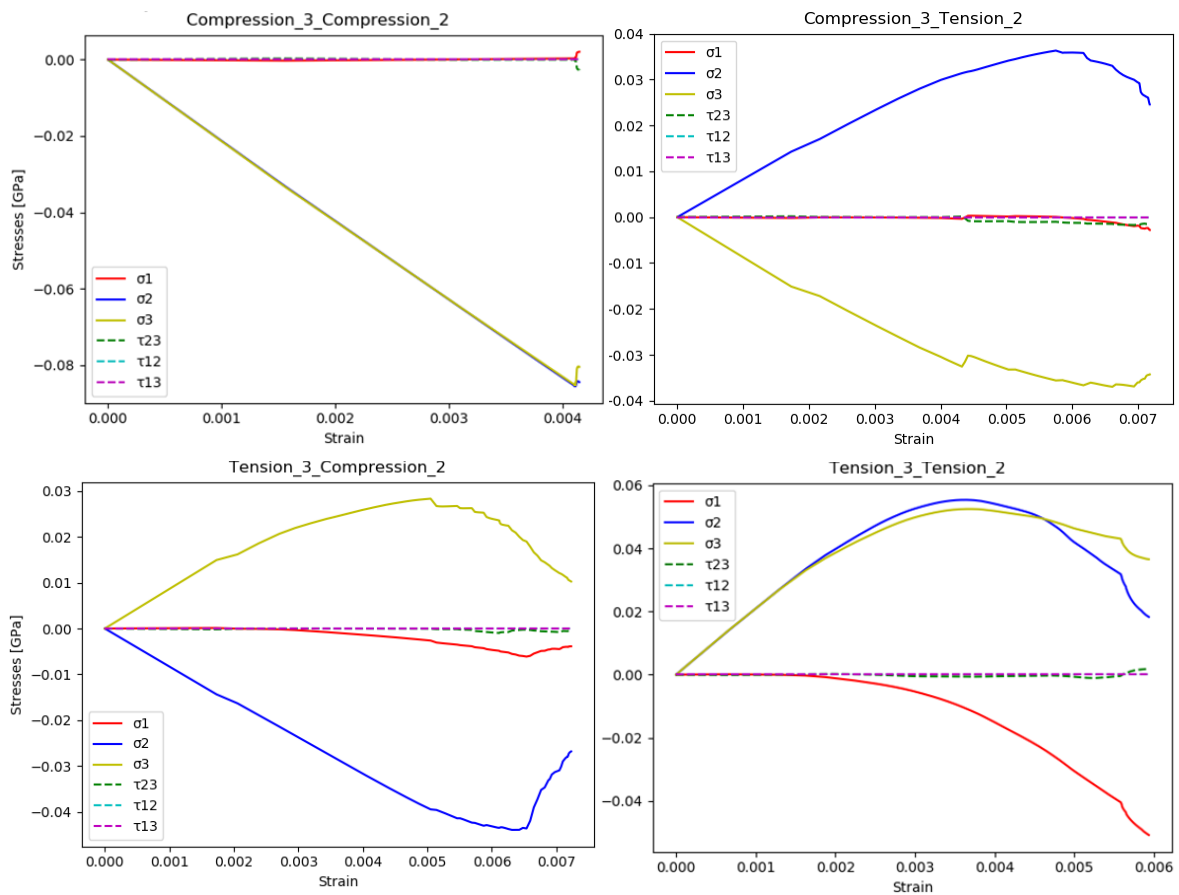 Compression_3_Compression_2
0.00
−0.02
−0.04
−0.06
−0.08
Stresses [GPa]
σ1
σ2
σ3
τ23
τ12
τ13
0.000 0.001 0.002 0.003 0.004
Strain
Compression_3_Tension_2
0.04
0.03
0.02
0.01
0.00
-0.01
-0.02
-0.03
-0.04
σ1
σ2
σ3
τ23
τ12
τ13
0.000 0.001 0.002 0.003 0.004 0.005 0.006 0.007
Strain
Tension_3_Compression_2
0.03
0.02
0.01
0.00
−0.01
−0.02
−0.03
−0.04
Stresses [GPa]
σ1
σ2
σ3
τ23
τ12
τ13
0.000 0.001 0.002 0.003 0.004 0.005 0.006 0.007
Strain
Tension_3_Tension_2
0.06
0.04
0.02
0.00
−0.02
−0.04
σ1
σ2
σ3
τ23
τ12
τ13
0.000 0.001 0.002 0.003 0.004 0.005 0.006
Strain